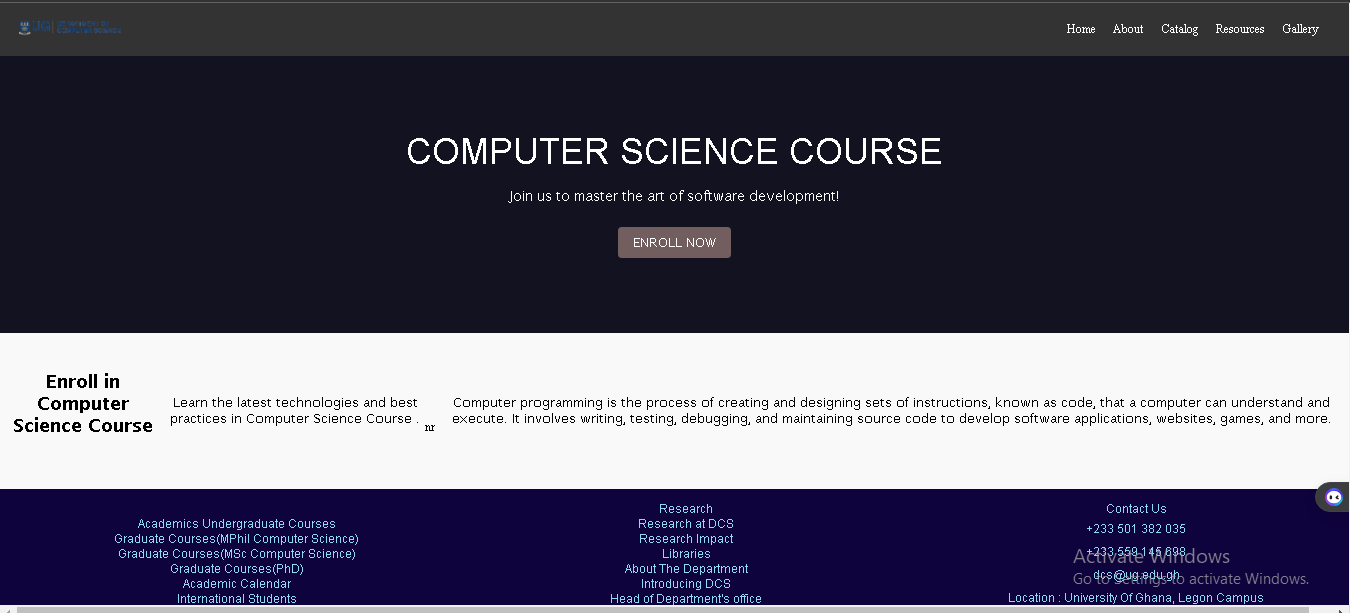 UG DEPARTMENT OF
COMPUTER SCIENCE
Home About Catalog Resources Gallery
COMPUTER SCIENCE COURSE
Join us to master the art of software development!
ENROLL NOW
Enroll in
Computer
Science Course
Learn the latest technologies and best
practices in Computer Science Course .
nr
Computer programming is the process of creating and designing sets of instructions, known as code, that a computer can understand and
execute. It involves writing, testing, debugging, and maintaining source code to develop software applications, websites, games, and more.
Academics Undergraduate Courses
Graduate Courses(MPhil Computer Science)
Graduate Courses(MSc Computer Science)
Graduate Courses(PhD)
Academic Calendar
International Students
Research
Research at DCS
Research Impact
Libraries
About The Department
Introducing DCS
Head of Department's office
Contact Us
+233 501 382 035
+233 559 145 698
dcs@ug.edu.gh
Location : University Of Ghana, Legon Campus
Activate Windows
Go to Settings to activate Windows.